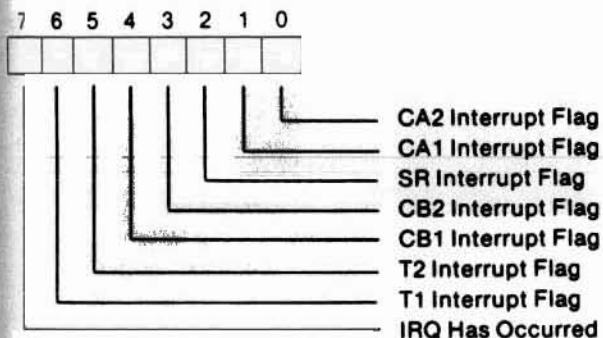 7 6 5 4 3 2 1 0
CA2 Interrupt Flag
CA1 Interrupt Flag
SR Interrupt Flag
CB2 Interrupt Flag
CB1 Interrupt Flag
T2 Interrupt Flag
T1 Interrupt Flag
IRQ Has Occurred